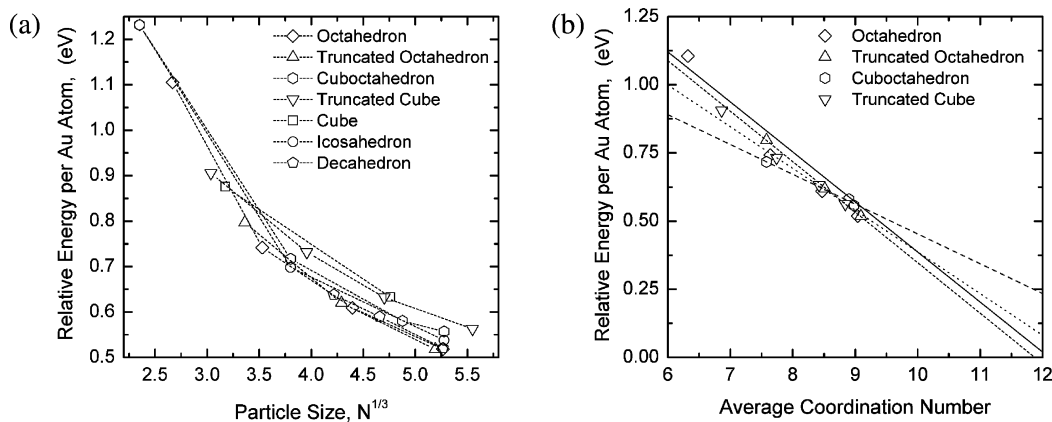 (a)
Relative Energy per Au Atom, (eV)
1.2
1.1
1.0
0.9
0.8
0.7
0.6
0.5
2.5 3.0 3.5 4.0 4.5 5.0 5.5
Particle Size, N^1/3
Octahedron
Truncated Octahedron
Cuboctahedron
Truncated Cube
Cube
Icosahedron
Decahedron
(b)
Relative Energy per Au Atom, (eV)
1.25
1.00
0.75
0.50
0.25
0.00
6 7 8 9 10 11 12
Average Coordination Number
Octahedron
Truncated Octahedron
Cuboctahedron
Truncated Cube